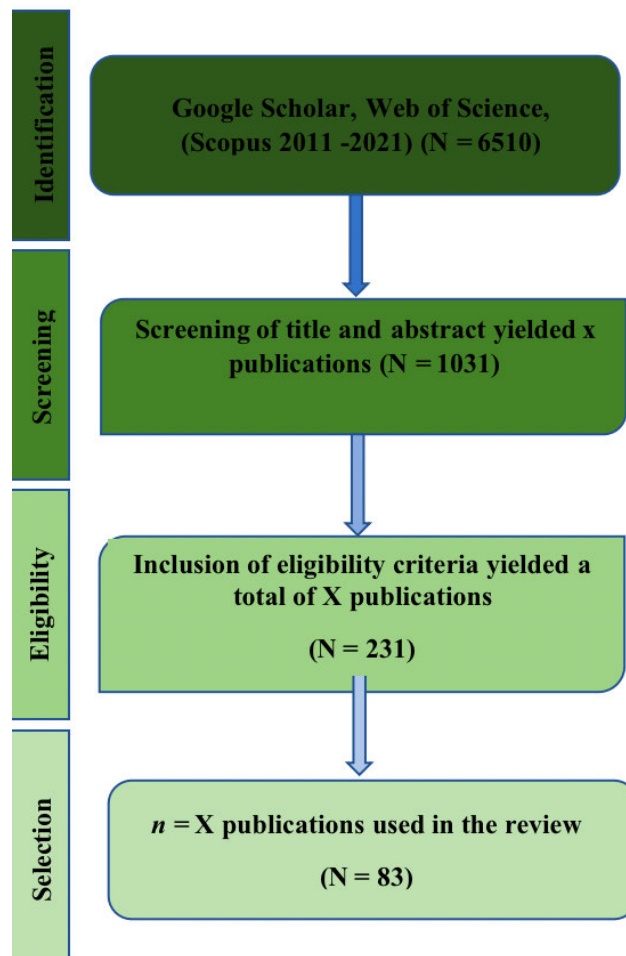 Identification
Google Scholar, Web of Science,
(Scopus 2011 -2021) (N = 6510)
Screening
Screening of title and abstract yielded x
publications (N = 1031)
Eligibility
Inclusion of eligibility criteria yielded a
total of X publications
(N = 231)
Selection
n = X publications used in the review
(N = 83)